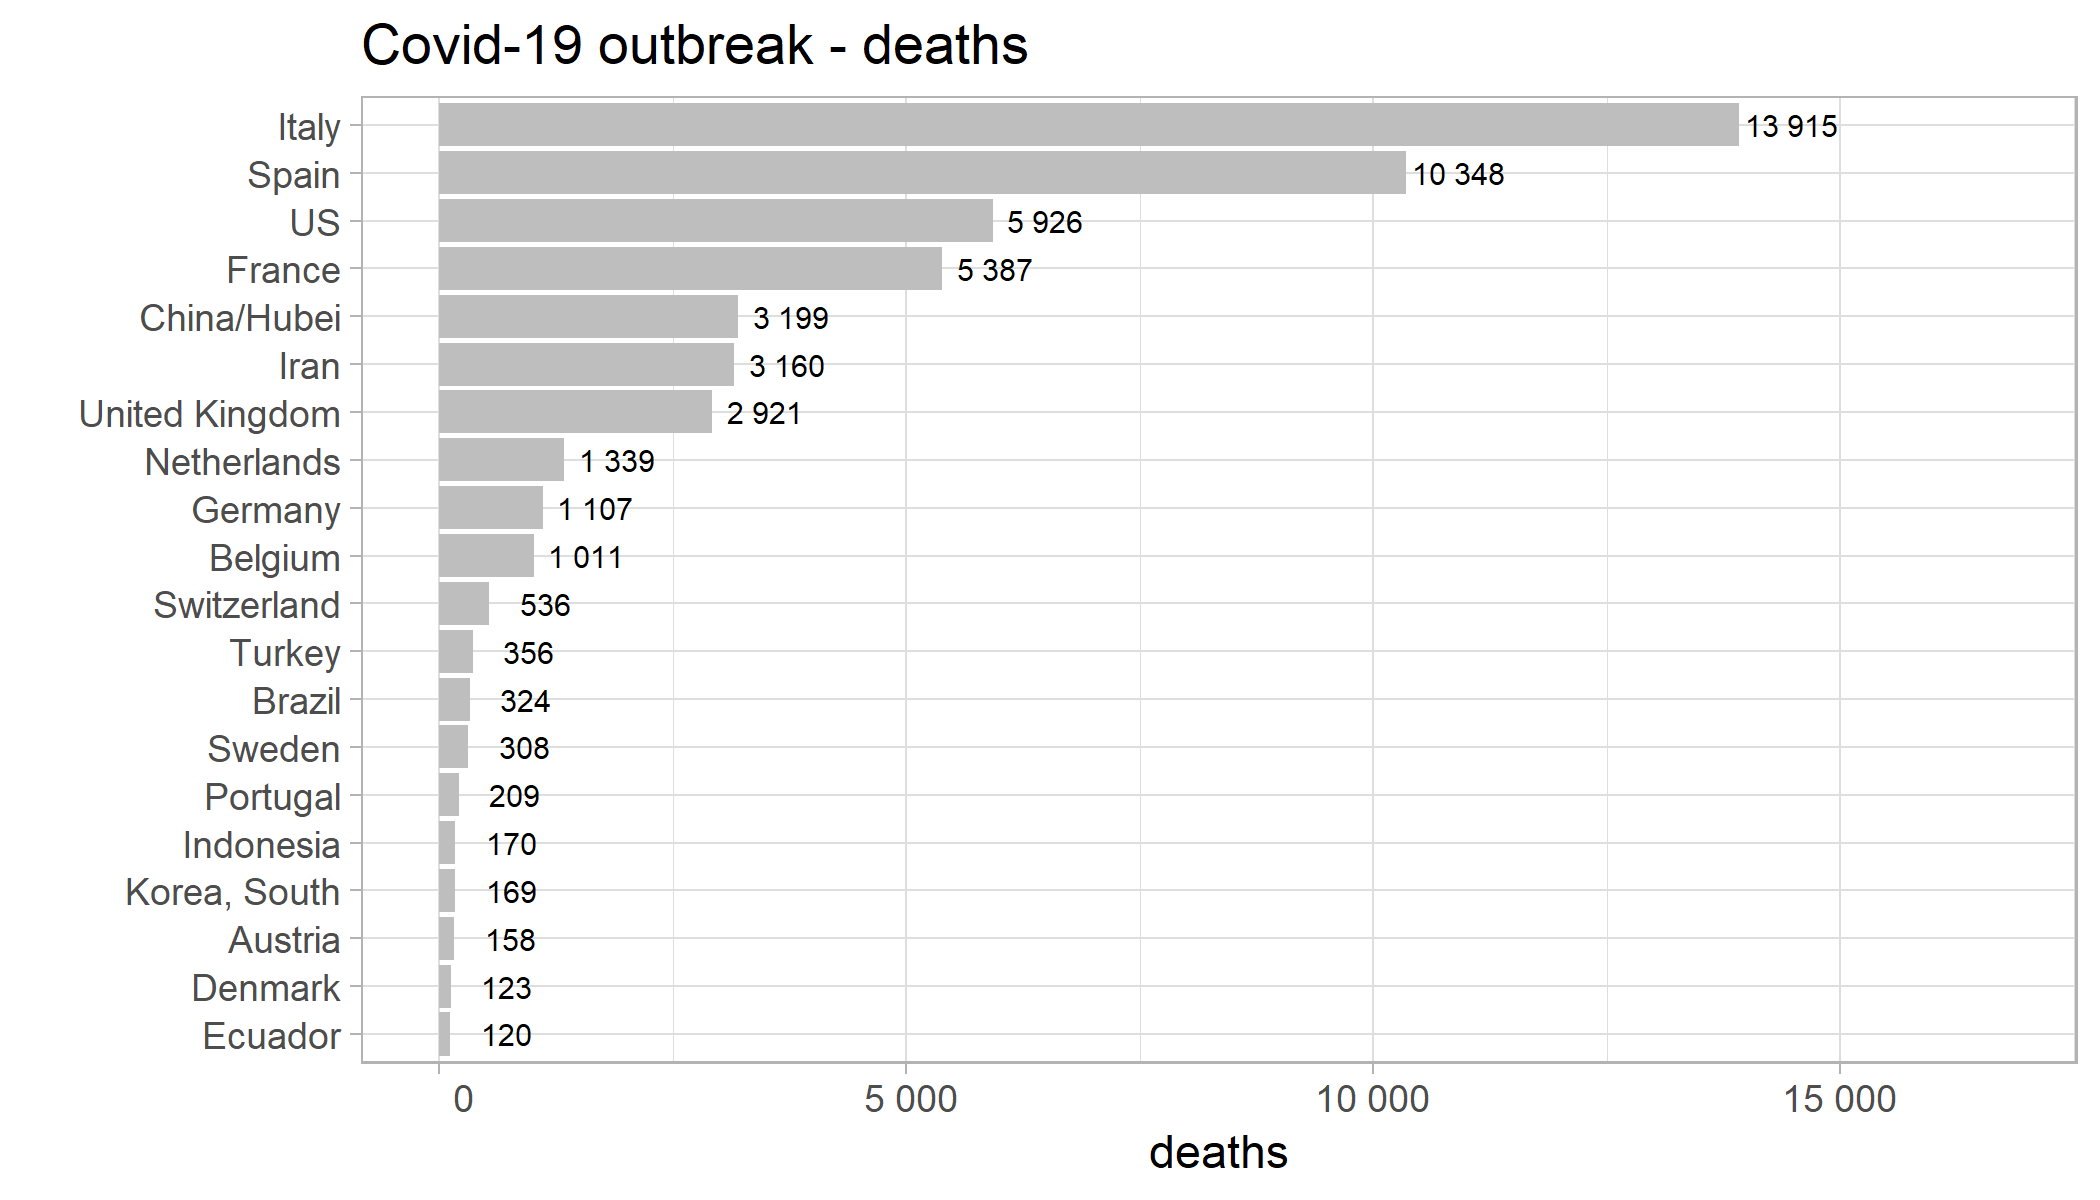 Covid-19 outbreak - deaths
Italy 13 915
Spain 10 348
US 5 926
France 5 387
China/Hubei 3 199
Iran 3 160
United Kingdom 2 921
Netherlands 1 339
Germany 1 107
Belgium 1 011
Switzerland 536
Turkey 356
Brazil 324
Sweden 308
Portugal 209
Indonesia 170
Korea, South 169
Austria 158
Denmark 123
Ecuador 120
0 5 000 10 000 15 000
deaths